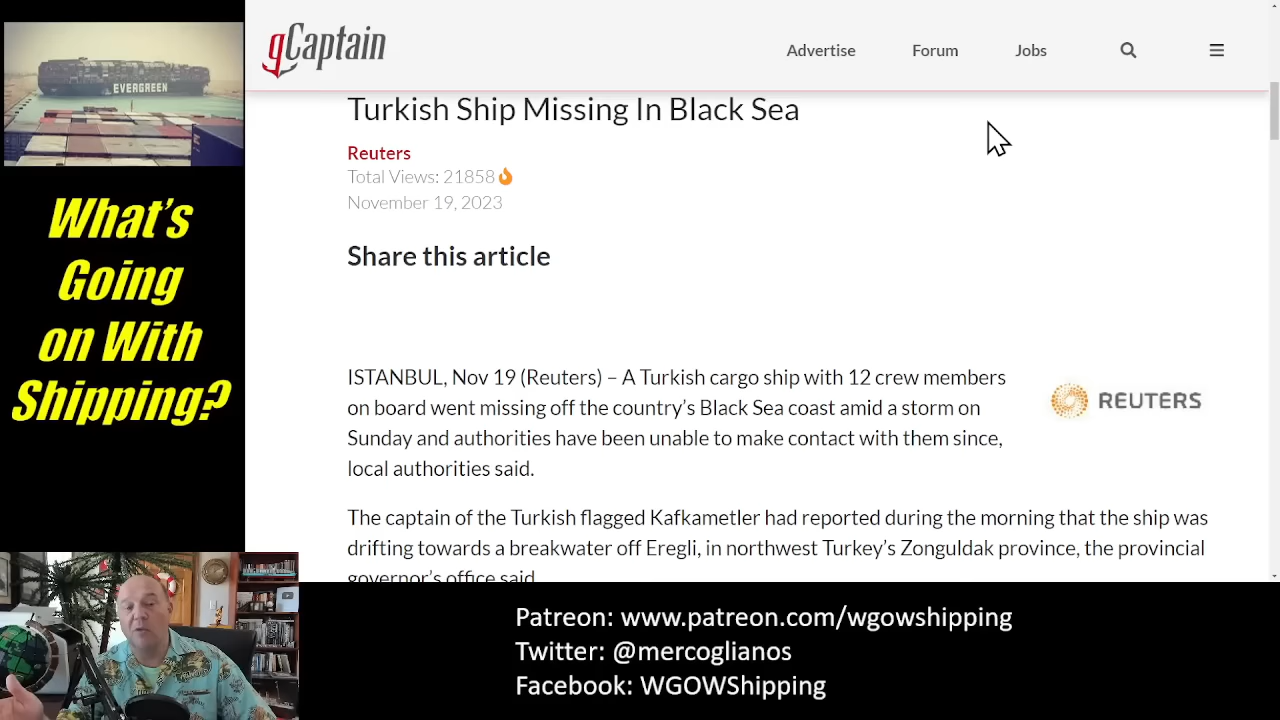 gCaptain
Advertise
Forum
Jobs
EVERGREEN
What's
Going
on With
Shipping?
Turkish Ship Missing In Black Sea
Reuters
Total Views: 21858
November 19, 2023
Share this article
ISTANBUL, Nov 19 (Reuters) – A Turkish cargo ship with 12 crew members
on board went missing off the country's Black Sea coast amid a storm on
Sunday and authorities have been unable to make contact with them since,
local authorities said.
REUTERS
The captain of the Turkish flagged Kafkametler had reported during the morning that the ship was
drifting towards a breakwater off Eregli, in northwest Turkey's Zonguldak province, the provincial
governor's office said
Patreon: www.patreon.com/wgowshipping
Twitter: @mercoglianos
Facebook: WGOWShipping